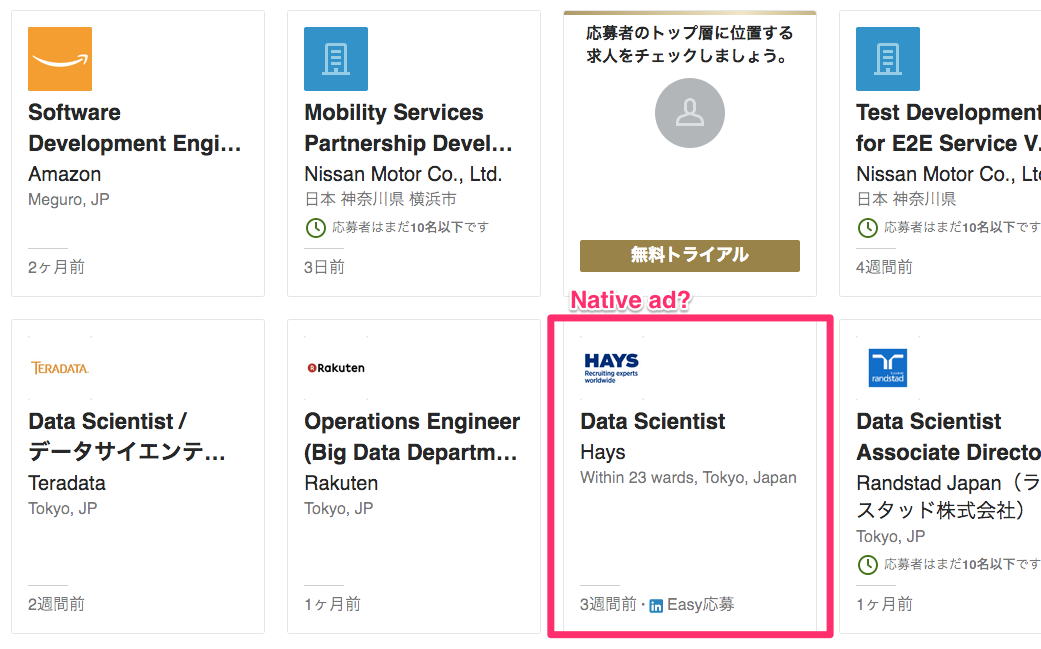 Software
Development Engi...
Amazon
Meguro, JP
2ヶ月前
Mobility Services
Partnership Devel...
Nissan Motor Co., Ltd.
日本 神奈川県 横浜市
応募者はまだ10名以下です
3日前
応募者のトップ層に位置する
求人をチェックしましょう。
無料トライアル
Test Development
for E2E Service V.
Nissan Motor Co., Lt
日本 神奈川県
応募者はまだ10名以下です
4週間前
TERADATA.
Data Scientist /
データサイエンテ...
Teradata
Tokyo, JP
2週間前
Rakuten
Operations Engineer
(Big Data Departm...
Rakuten
Tokyo, JP
1ヶ月前
Native ad?
HAYS
Recruiting experts
worldwide
Data Scientist
Hays
Within 23 wards, Tokyo, Japan
3週間前 · in Easy応募
randstad
Data Scientist
Associate Directo
Randstad Japan（ラ
スタッド株式会社）
Tokyo, JP
応募者はまだ10名以下です
1ヶ月前